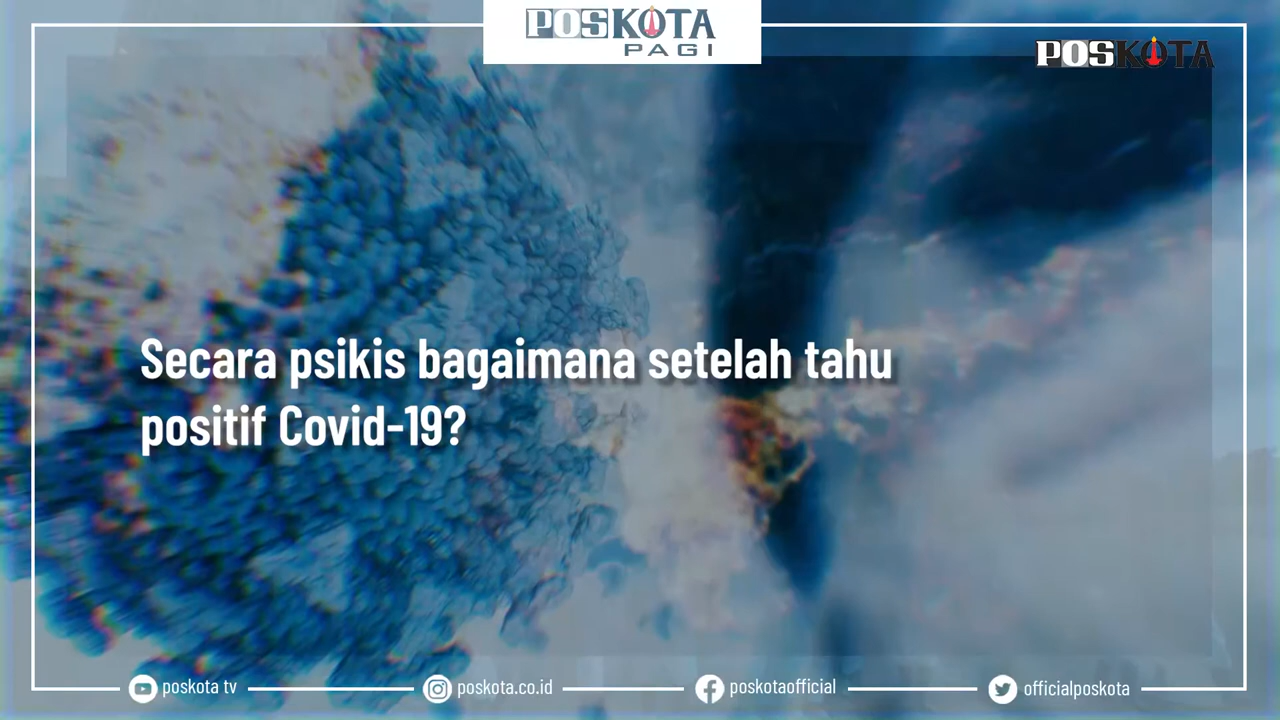 POSKOTA
PAGI
POSKOTA
Secara psikis bagaimana setelah tahu
positif Covid-19?
poskota tv
poskota.co.id
poskotaofficial
officialposkota